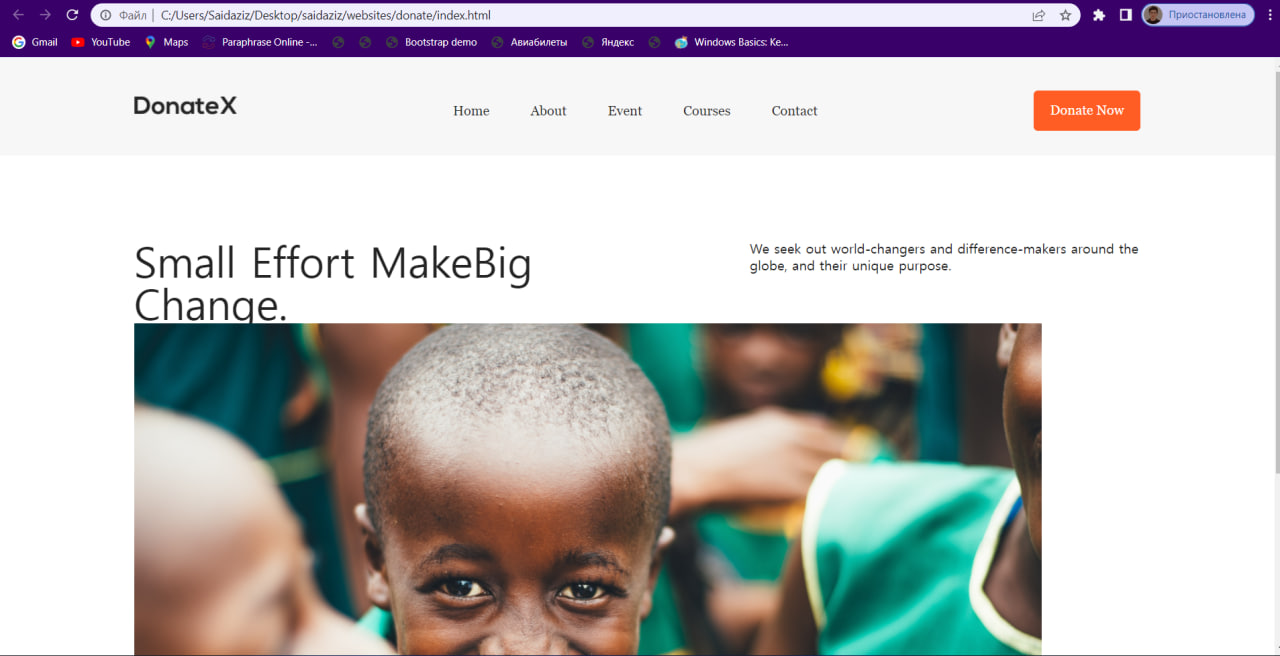 Файл | C:/Users/Saidaziz/Desktop/saidaziz/websites/donate/index.html
Приостановлена
Gmail YouTube Maps Paraphrase Online -... Bootstrap demo Авиабилеты Яндекс Windows Basics: Ke...
DonateX Home About Event Courses Contact Donate Now
Small Effort MakeBig
Change.
We seek out world-changers and difference-makers around the
globe, and their unique purpose.